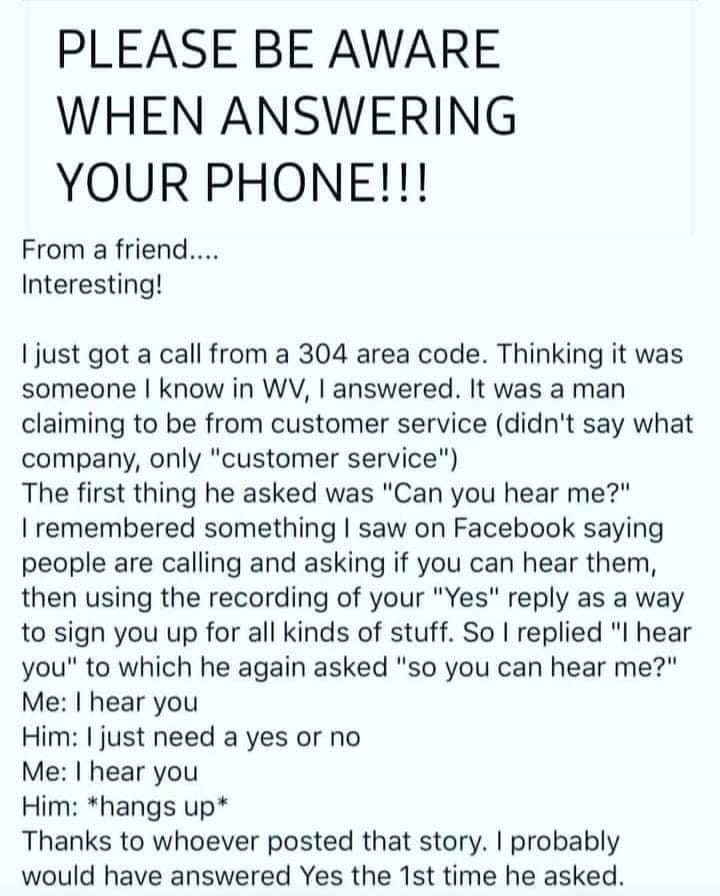 PLEASE BE AWARE
WHEN ANSWERING
YOUR PHONE!!!
From a friend....
Interesting!
I just got a call from a 304 area code. Thinking it was
someone I know in WV, I answered. It was a man
claiming to be from customer service (didn't say what
company, only "customer service")
The first thing he asked was "Can you hear me?"
I remembered something I saw on Facebook saying
people are calling and asking if you can hear them,
then using the recording of your "Yes" reply as a way
to sign you up for all kinds of stuff. So I replied "I hear
you" to which he again asked "so you can hear me?"
Me: I hear you
Him: I just need a yes or no
Me: I hear you
Him: *hangs up*
Thanks to whoever posted that story. I probably
would have answered Yes the 1st time he asked.